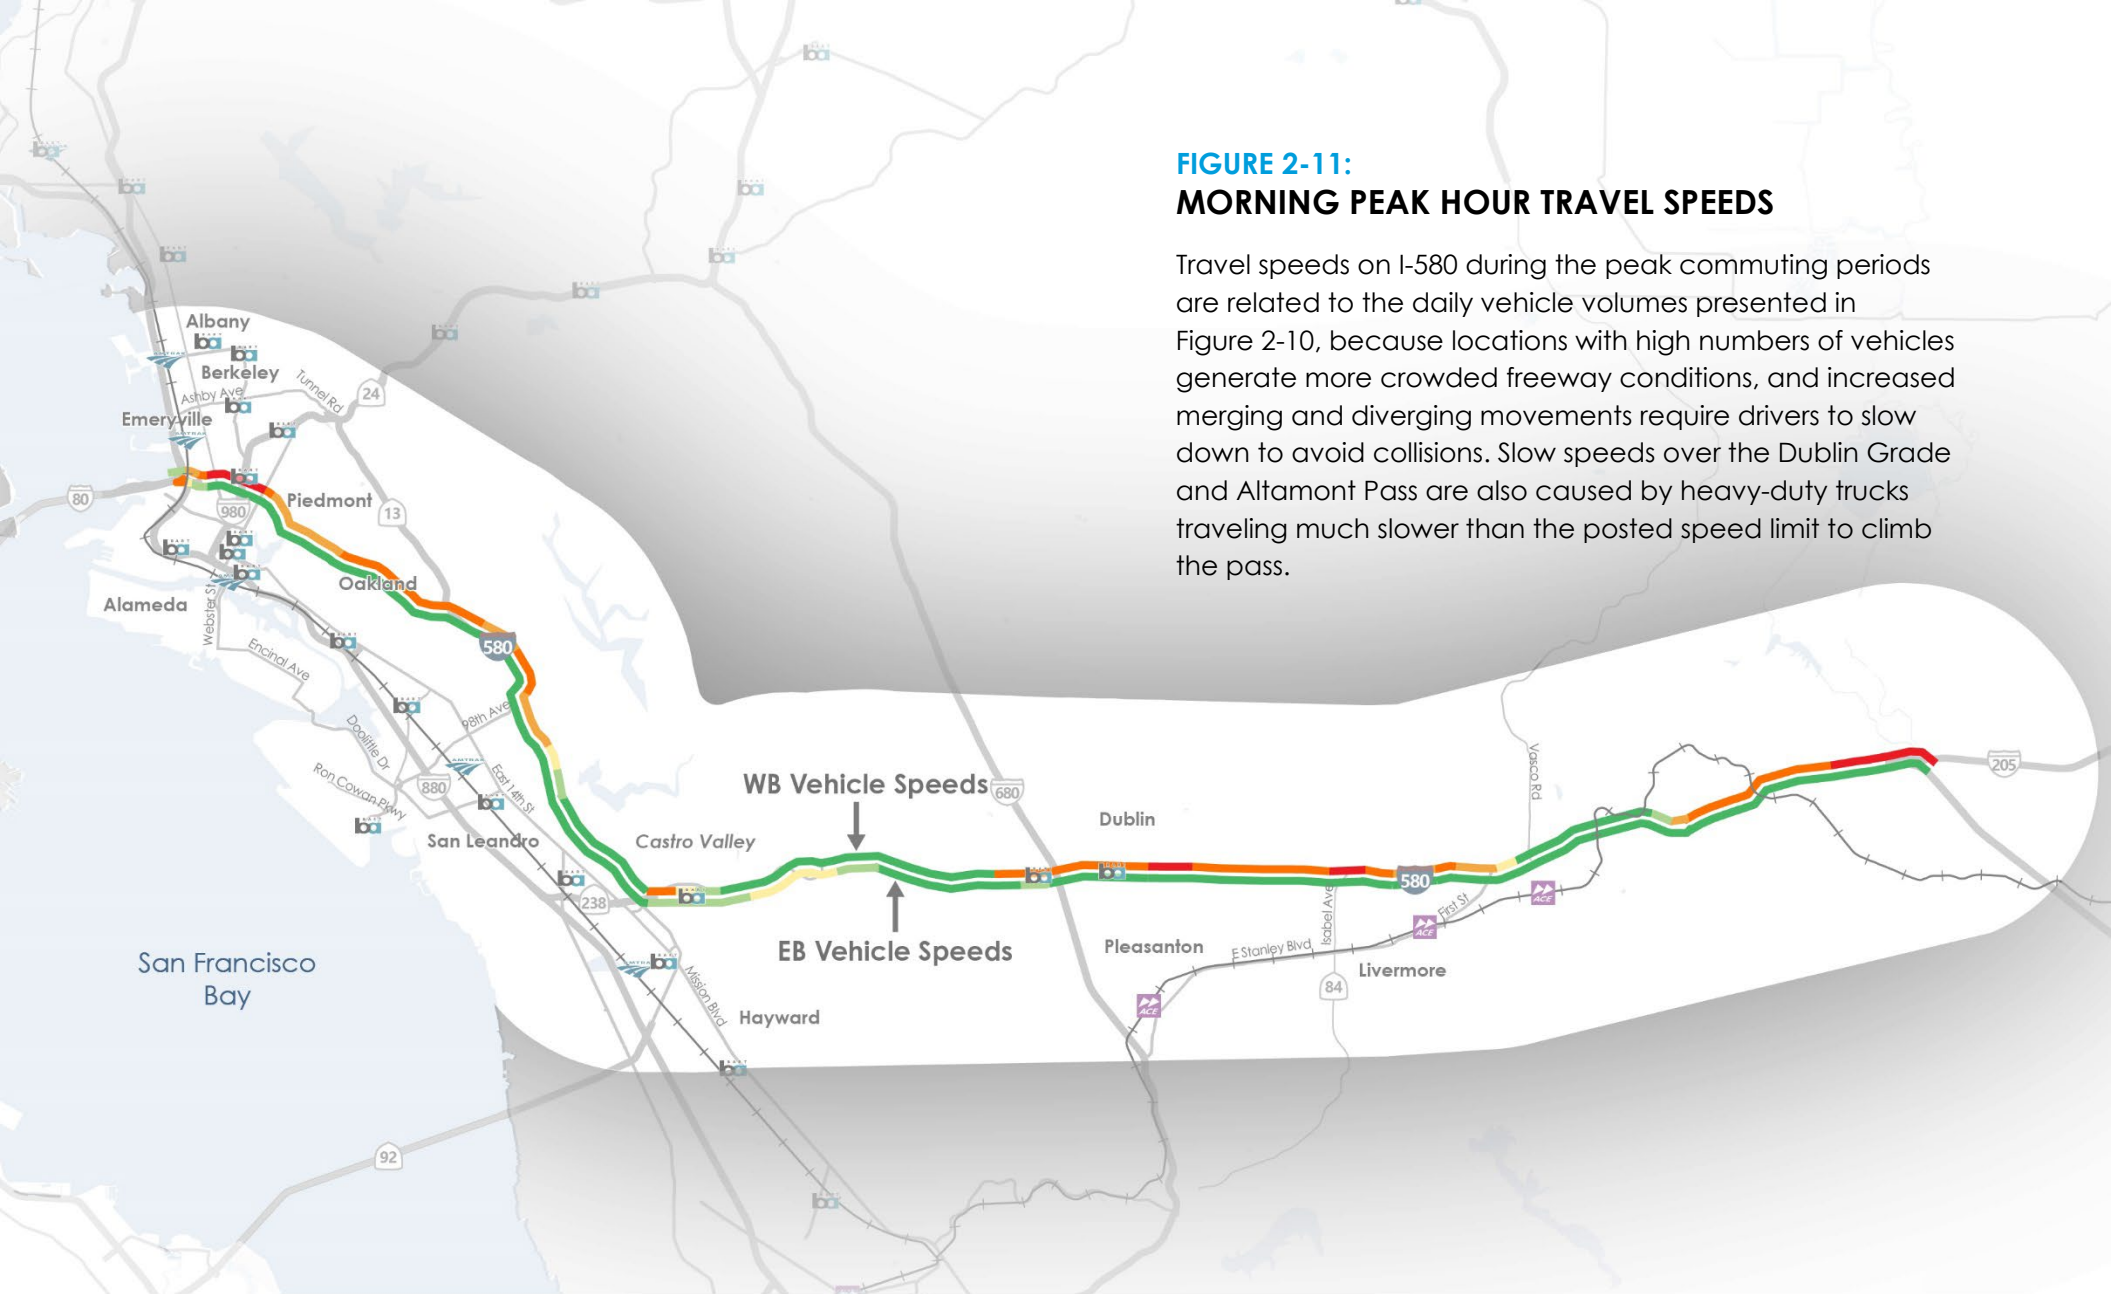 FIGURE 2-11:
MORNING PEAK HOUR TRAVEL SPEEDS
Travel speeds on I-580 during the peak commuting periods
are related to the daily vehicle volumes presented in
Figure 2-10, because locations with high numbers of vehicles
generate more crowded freeway conditions, and increased
merging and diverging movements require drivers to slow
down to avoid collisions. Slow speeds over the Dublin Grade
and Altamont Pass are also caused by heavy-duty trucks
traveling much slower than the posted speed limit to climb
the pass.
Albany
Berkeley
Tunnel Rd
24
Ashby Ave
Emeryville
80
980
Piedmont
13
Oakland
Alameda
Webster St
Encinal Ave
580
98th Ave
Doolittle Dr
Ron Cowan Pkwy
880
East 14th St
San Leandro
Castro Valley
WB Vehicle Speeds
680
Dublin
Vasco Rd
205
580
238
EB Vehicle Speeds
Pleasanton
E Stanley Blvd
Isabel Ave
First St
ACE
ACE
Livermore
84
ACE
San Francisco
Bay
Mission Blvd
Hayward
92